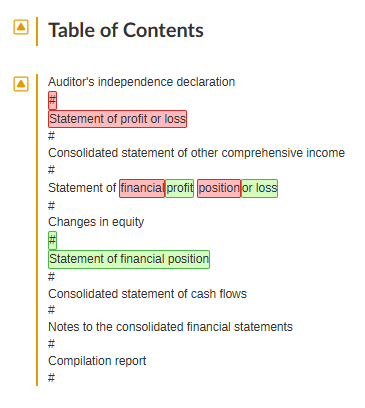 Table of Contents
Auditor's independence declaration
#
Statement of profit or loss
#
Consolidated statement of other comprehensive income
#
Statement of financial profit position or loss
#
Changes in equity
#
Statement of financial position
#
Consolidated statement of cash flows
#
Notes to the consolidated financial statements
#
Compilation report
#